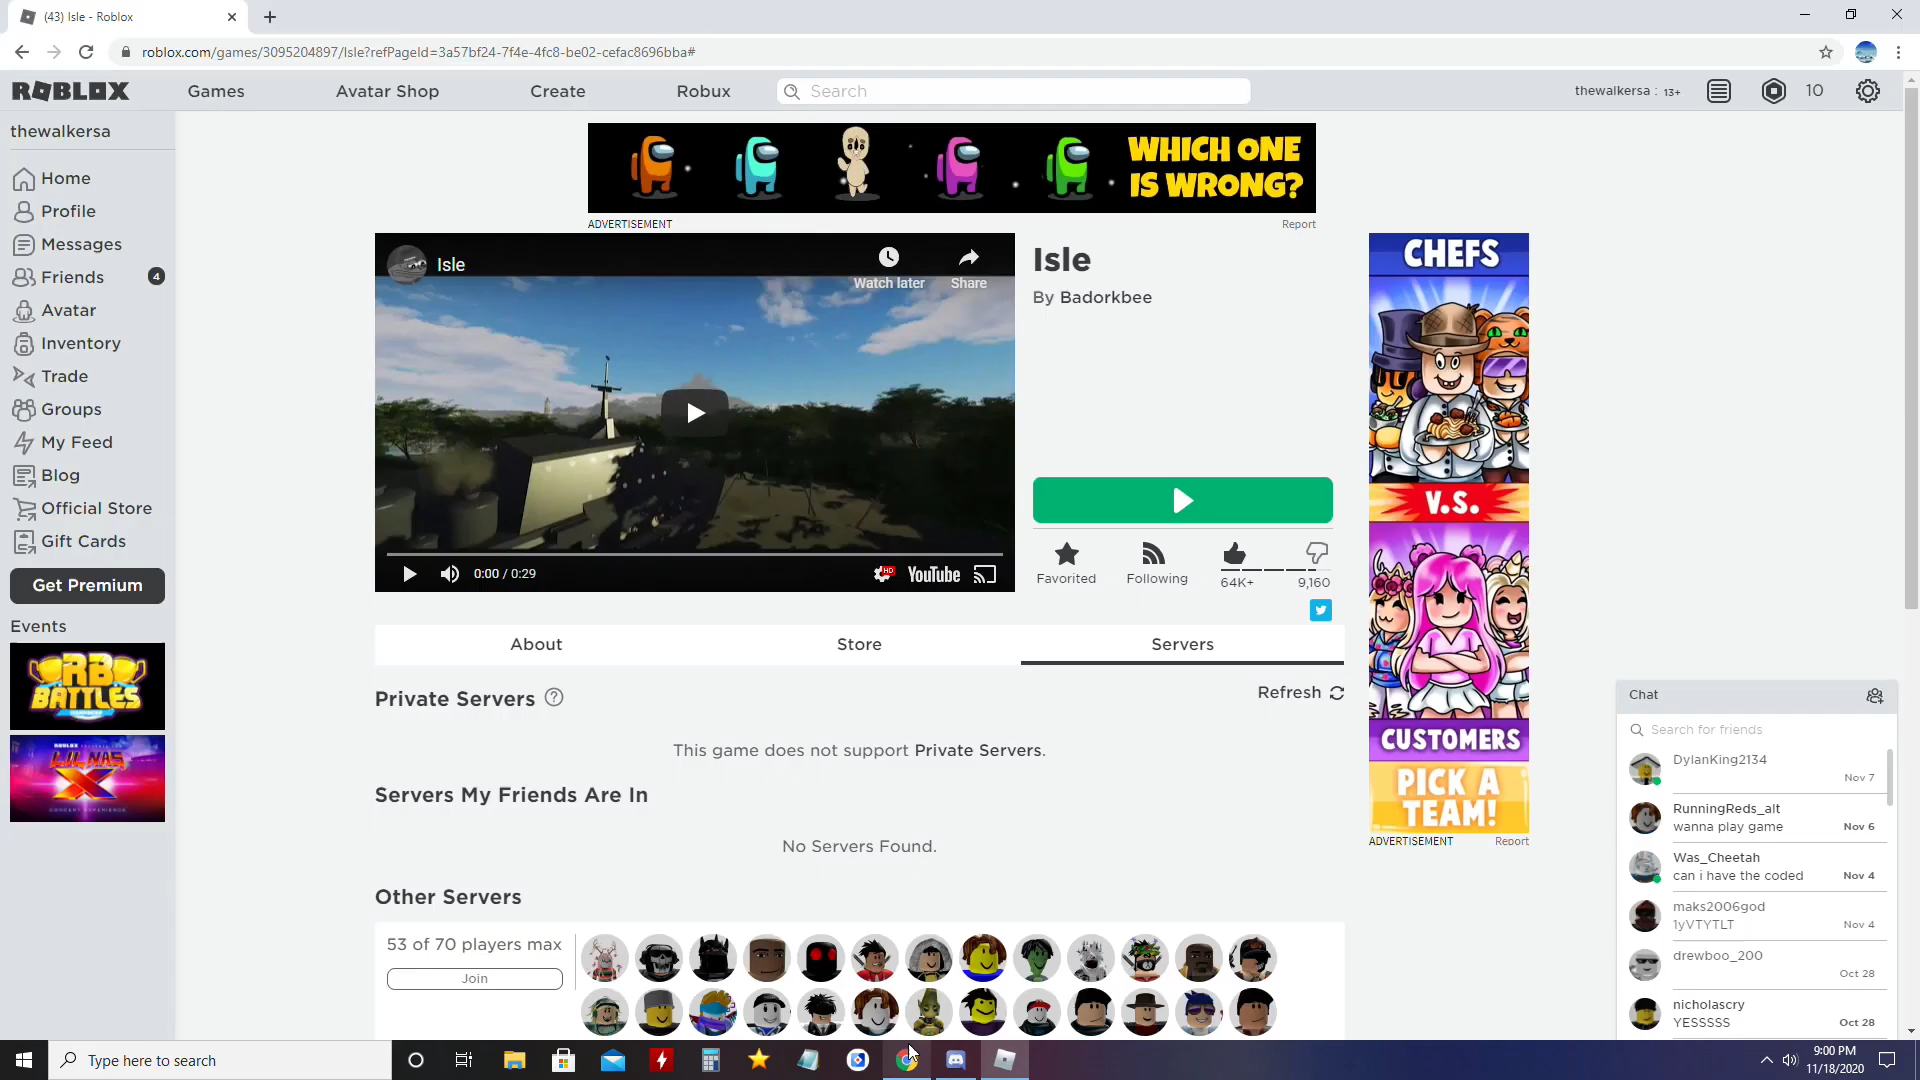 (43) Isle - Roblox
roblox.com/games/3095204897/Isle?refPageId=3a57bf24-7f4e-4fc8-be02-cefac8696bba#
ROBLOX
Games
Avatar Shop
Create
Robux
Search
thewalkersa : 13+
10
thewalkersa
Home
Profile
Messages
Friends
4
Avatar
Inventory
Trade
Groups
My Feed
Blog
Official Store
Gift Cards
Get Premium
Events
RB
BATTLES
LIL NAS
X
WHICH ONE
IS WRONG?
ADVERTISEMENT
Report
Isle
Watch later
Share
0:00 / 0:29
HD
YouTube
Isle
By Badorkbee
Favorited
Following
64K+
9,160
About
Store
Servers
Private Servers
Refresh
This game does not support Private Servers.
Servers My Friends Are In
No Servers Found.
Other Servers
53 of 70 players max
Join
CHEFS
V.S.
CUSTOMERS
PICK A
TEAM!
ADVERTISEMENT
Report
Chat
Search for friends
DylanKing2134
Nov 7
RunningReds_alt
wanna play game
Nov 6
Was_Cheetah
can i have the coded
Nov 4
maks2006god
1yVTYTLT
Nov 4
drewboo_200
Oct 28
nicholascry
YESSSSS
Oct 28
Type here to search
9:00 PM
11/18/2020